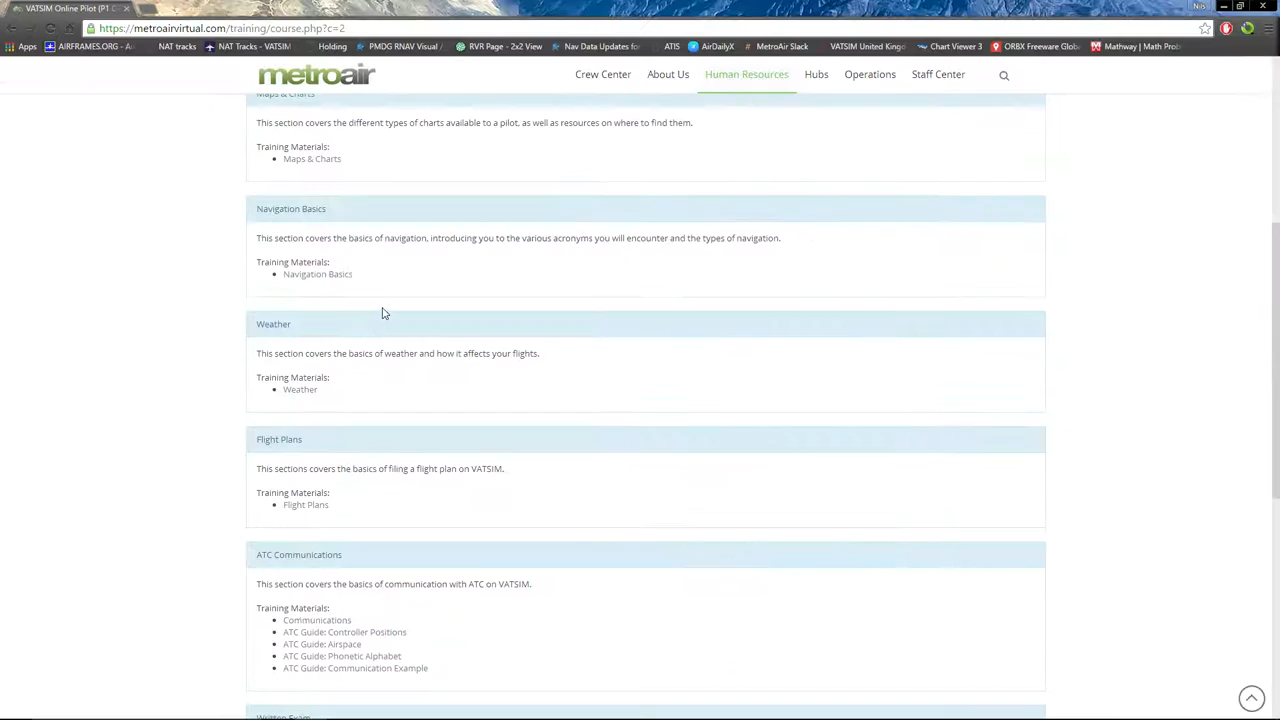 VATSIM Online Pilot (P1 C
Nils
https://metroairvirtual.com/training/course.php?c=2
Apps
AIRFRAMES.ORG - A
NAT tracks
NAT Tracks - VATSIM
Holding
PMDG RNAV Visual /
RVR Page - 2x2 View
Nav Data Updates for
ATIS
AirDailyX
MetroAir Slack
VATSIM United Kingd
Chart Viewer 3
ORBX Freeware Glob
Mathway | Math Prob
metroair
Crew Center
About Us
Human Resources
Hubs
Operations
Staff Center
Maps & Charts
This section covers the different types of charts available to a pilot, as well as resources on where to find them.
Training Materials:
Maps & Charts
Navigation Basics
This section covers the basics of navigation, introducing you to the various acronyms you will encounter and the types of navigation.
Training Materials:
Navigation Basics
Weather
This section covers the basics of weather and how it affects your flights.
Training Materials:
Weather
Flight Plans
This sections covers the basics of filing a flight plan on VATSIM.
Training Materials:
Flight Plans
ATC Communications
This section covers the basics of communication with ATC on VATSIM.
Training Materials:
Communications
ATC Guide: Controller Positions
ATC Guide: Airspace
ATC Guide: Phonetic Alphabet
ATC Guide: Communication Example
Written Exam